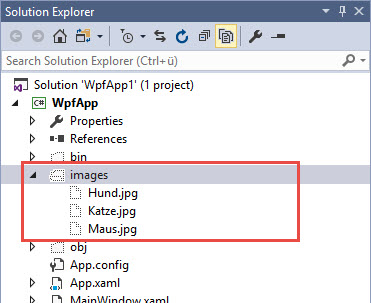 Solution Explorer
Search Solution Explorer (Ctrl+ü)
Solution 'WpfApp1' (1 project)
C# WpfApp
Properties
References
bin
images
Hund.jpg
Katze.jpg
Maus.jpg
obj
App.config
App.xaml
MainWindow.xaml